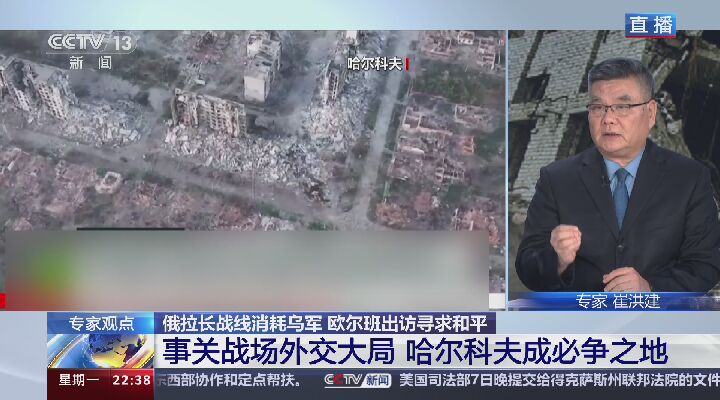 CCTV 13
新闻
直播
哈尔科夫
专家 崔洪建
专家观点
俄拉长战线消耗乌军 欧尔班出访寻求和平
事关战场外交大局 哈尔科夫成必争之地
星期一 22:38
东西部协作和定点帮扶。 CCTV 新闻 美国司法部7日晚提交给得克萨斯州联邦法院的文件